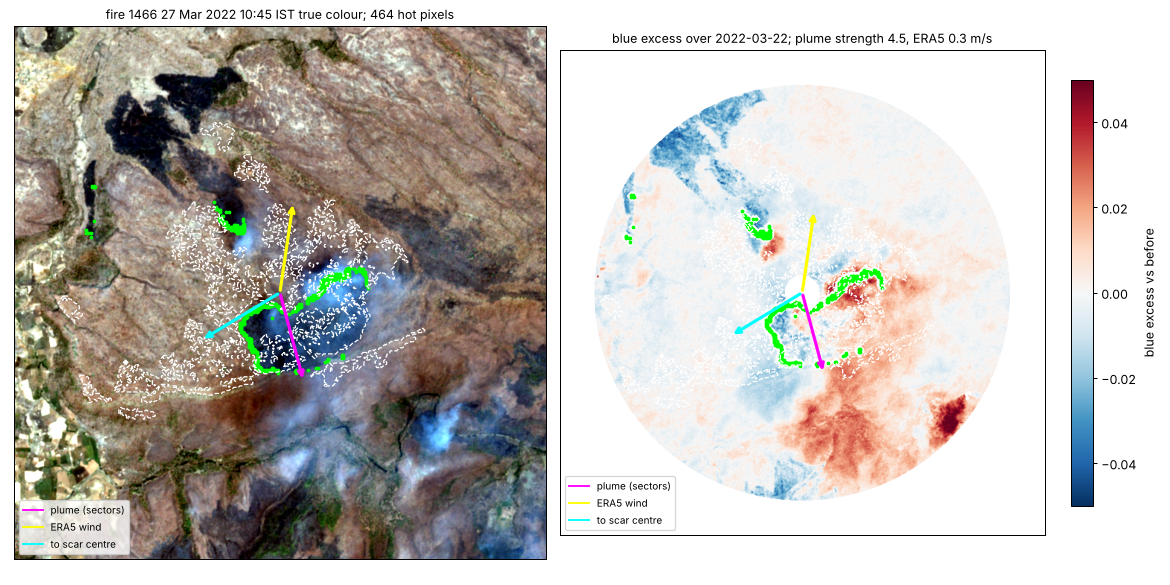 fire 1466 27 Mar 2022 10:45 IST true colour; 464 hot pixels
plume (sectors)
ERA5 wind
to scar centre
blue excess over 2022-03-22; plume strength 4.5, ERA5 0.3 m/s
plume (sectors)
ERA5 wind
to scar centre
0.04
0.02
0.00
−0.02
−0.04
blue excess vs before